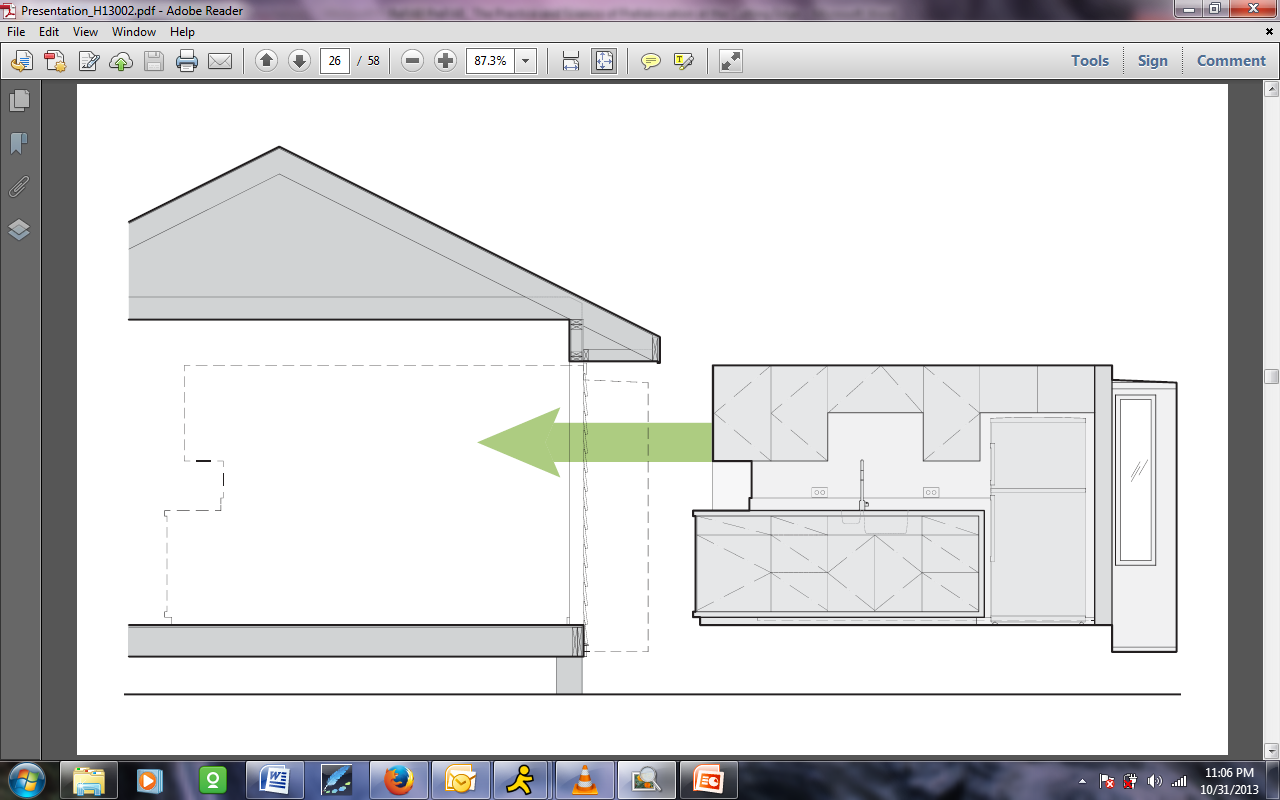 Presentation_H13002.pdf - Adobe Reader
File Edit View Window Help
26 / 58 87.3% Tools Sign Comment
11:06 PM
10/31/2013